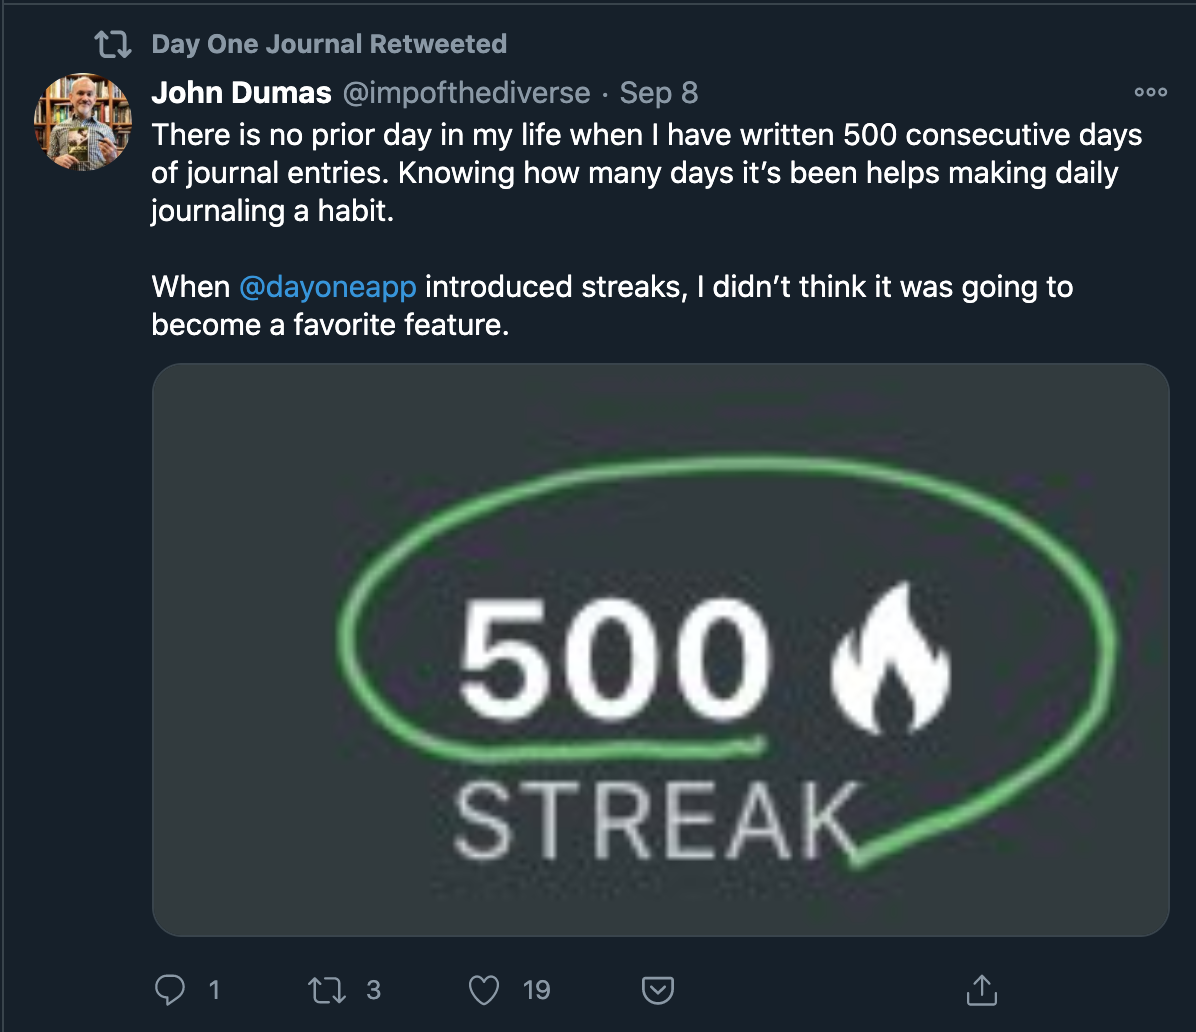 Day One Journal Retweeted
John Dumas @impofthediverse · Sep 8
There is no prior day in my life when I have written 500 consecutive days
of journal entries. Knowing how many days it’s been helps making daily
journaling a habit.
When @dayoneapp introduced streaks, I didn’t think it was going to
become a favorite feature.
500
STREAK
1 3 19